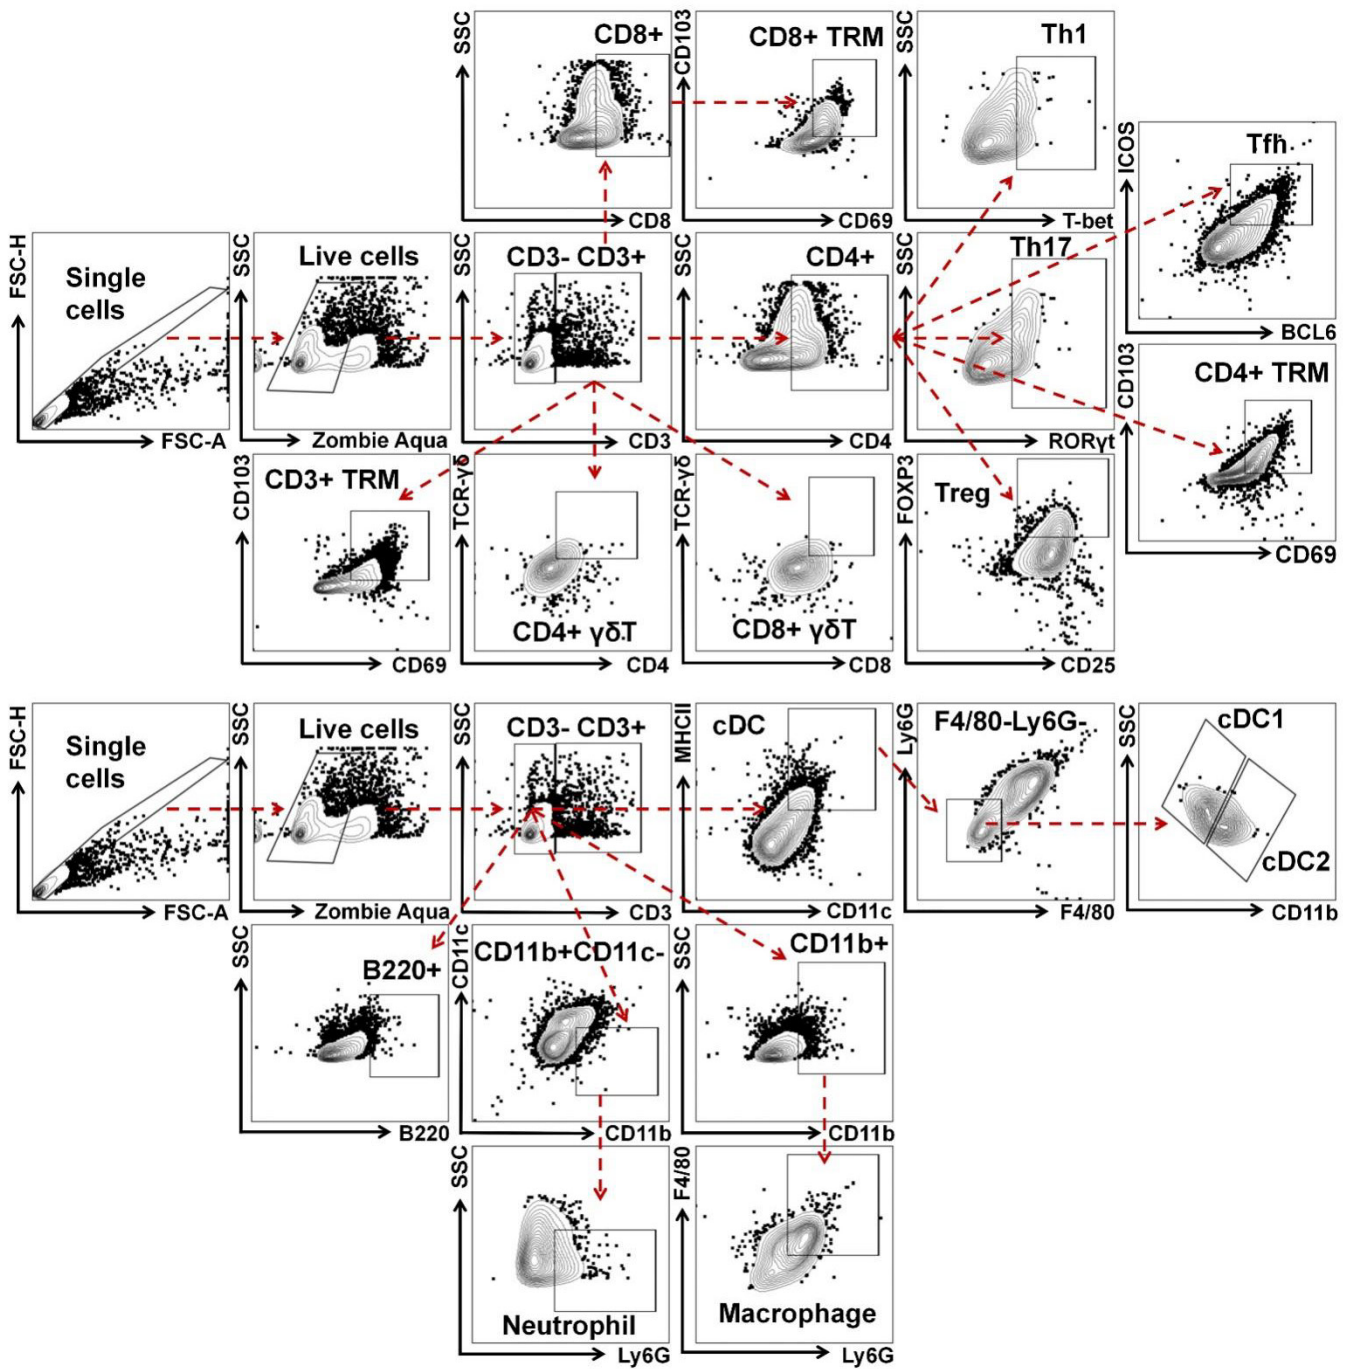 SSC
CD8+
CD8
CD103
CD8+ TRM
CD69
SSC
Th1
T-bet
ICOS
Tfh
BCL6
FSC-H
Single
cells
FSC-A
SSC
Live cells
Zombie Aqua
SSC
CD3- CD3+
CD3
SSC
CD4+
CD4
SSC
Th17
RORγt
CD103
CD4+ TRM
CD69
CD103
CD3+ TRM
CD69
TCR-γδ
CD4+ γδT
CD4
TCR-γδ
CD8+ γδT
CD8
FOXP3
Treg
CD25
FSC-H
Single
cells
FSC-A
SSC
Live cells
Zombie Aqua
SSC
CD3- CD3+
CD3
MHCII
cDC
CD11c
Ly6G
F4/80-Ly6G-
F4/80
SSC
cDC1
cDC2
CD11b
SSC
B220+
B220
CD11c
CD11b+CD11c-
CD11b
SSC
CD11b+
CD11b
SSC
Neutrophil
Ly6G
F4/80
Macrophage
Ly6G